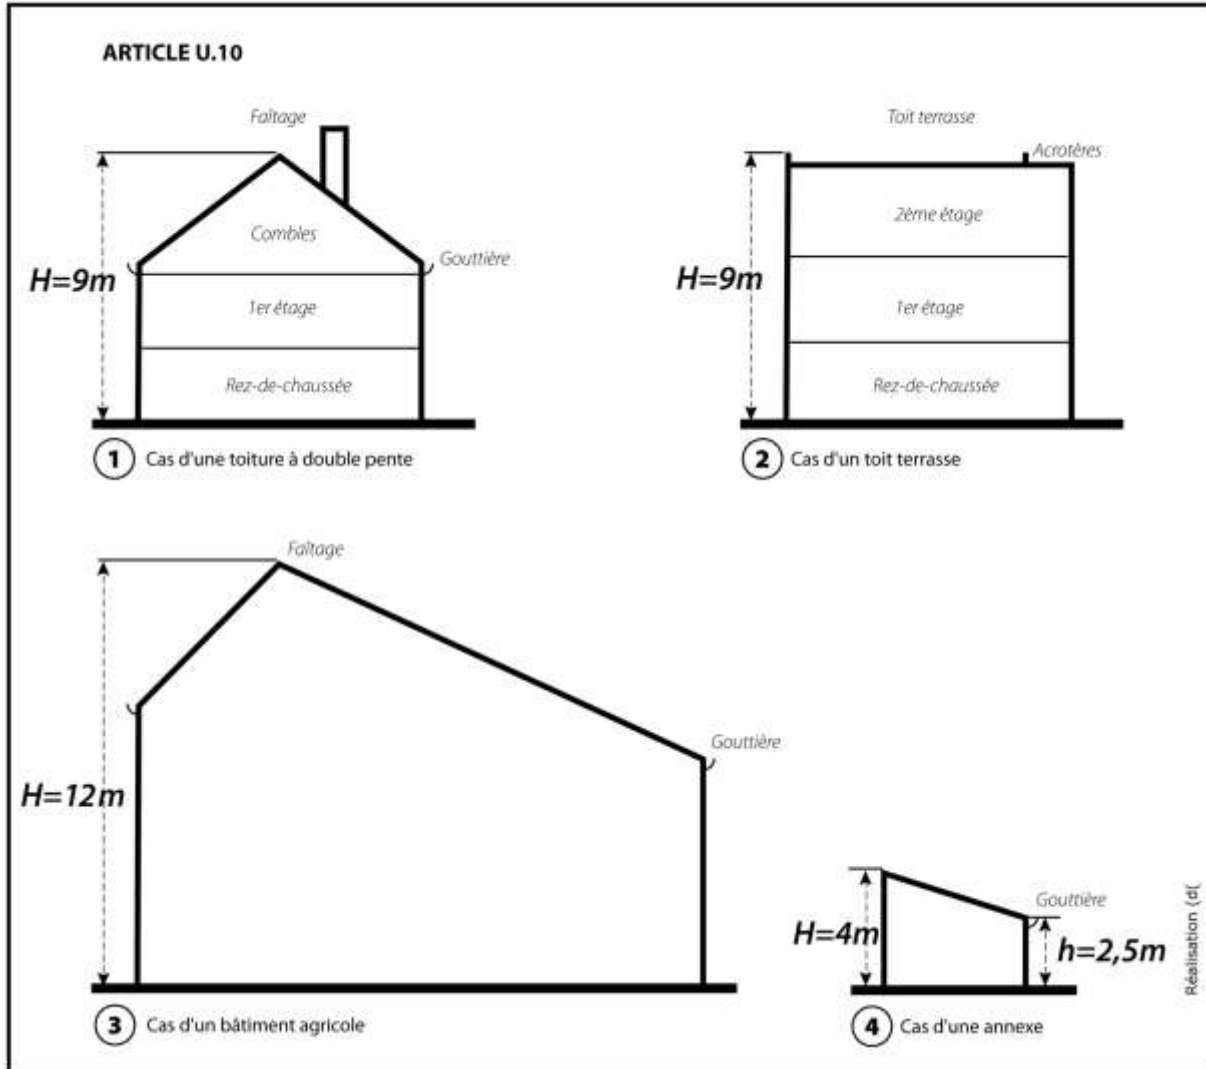 ARTICLE U.10
Faîtage
Combles
Gouttière
H=9m
1er étage
Rez-de-chaussée
1 Cas d'une toiture à double pente
Toit terrasse
Acrotères
2ème étage
H=9m
1er étage
Rez-de-chaussée
2 Cas d'un toit terrasse
Faîtage
Gouttière
H=12m
3 Cas d'un bâtiment agricole
Gouttière
H=4m
h=2,5m
4 Cas d'une annexe
Réalisation (d(